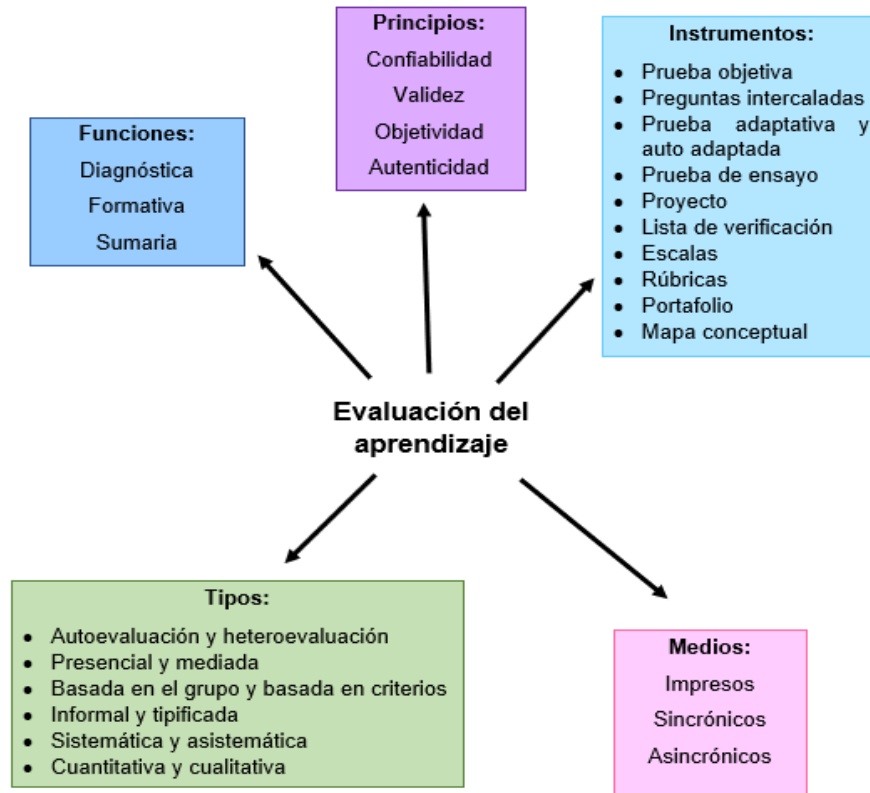 Principios:
Confiabilidad
Validez
Objetividad
Autenticidad
Instrumentos:
• Prueba objetiva
• Preguntas intercaladas
• Prueba adaptativa y
auto adaptada
• Prueba de ensayo
• Proyecto
• Lista de verificación
• Escalas
• Rúbricas
• Portafolio
• Mapa conceptual
Funciones:
Diagnóstica
Formativa
Sumaria
Evaluación del
aprendizaje
Tipos:
• Autoevaluación y heteroevaluación
• Presencial y mediada
• Basada en el grupo y basada en criterios
• Informal y tipificada
• Sistemática y asistemática
• Cuantitativa y cualitativa
Medios:
Impresos
Sincrónicos
Asincrónicos